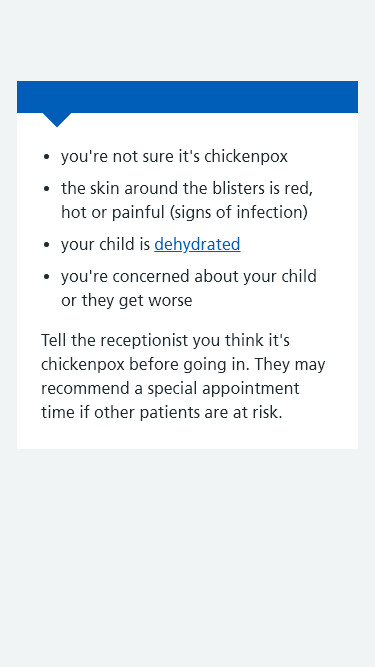 you're not sure it's chickenpox
the skin around the blisters is red,
hot or painful (signs of infection)
your child is dehydrated
you're concerned about your child
or they get worse
Tell the receptionist you think it's
chickenpox before going in. They may
recommend a special appointment
time if other patients are at risk.